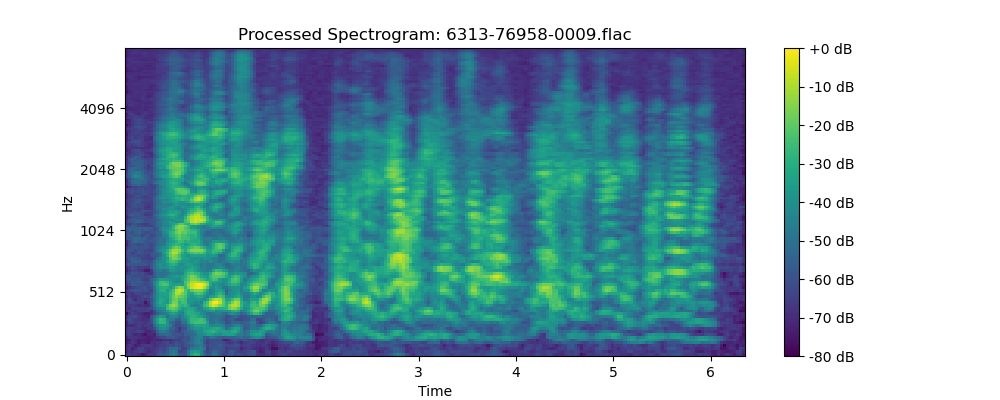 Processed Spectrogram: 6313-76958-0009.flac
Hz
4096
2048
1024
512
0
0 1 2 3 4 5 6
Time
+0 dB
-10 dB
-20 dB
-30 dB
-40 dB
-50 dB
-60 dB
-70 dB
-80 dB